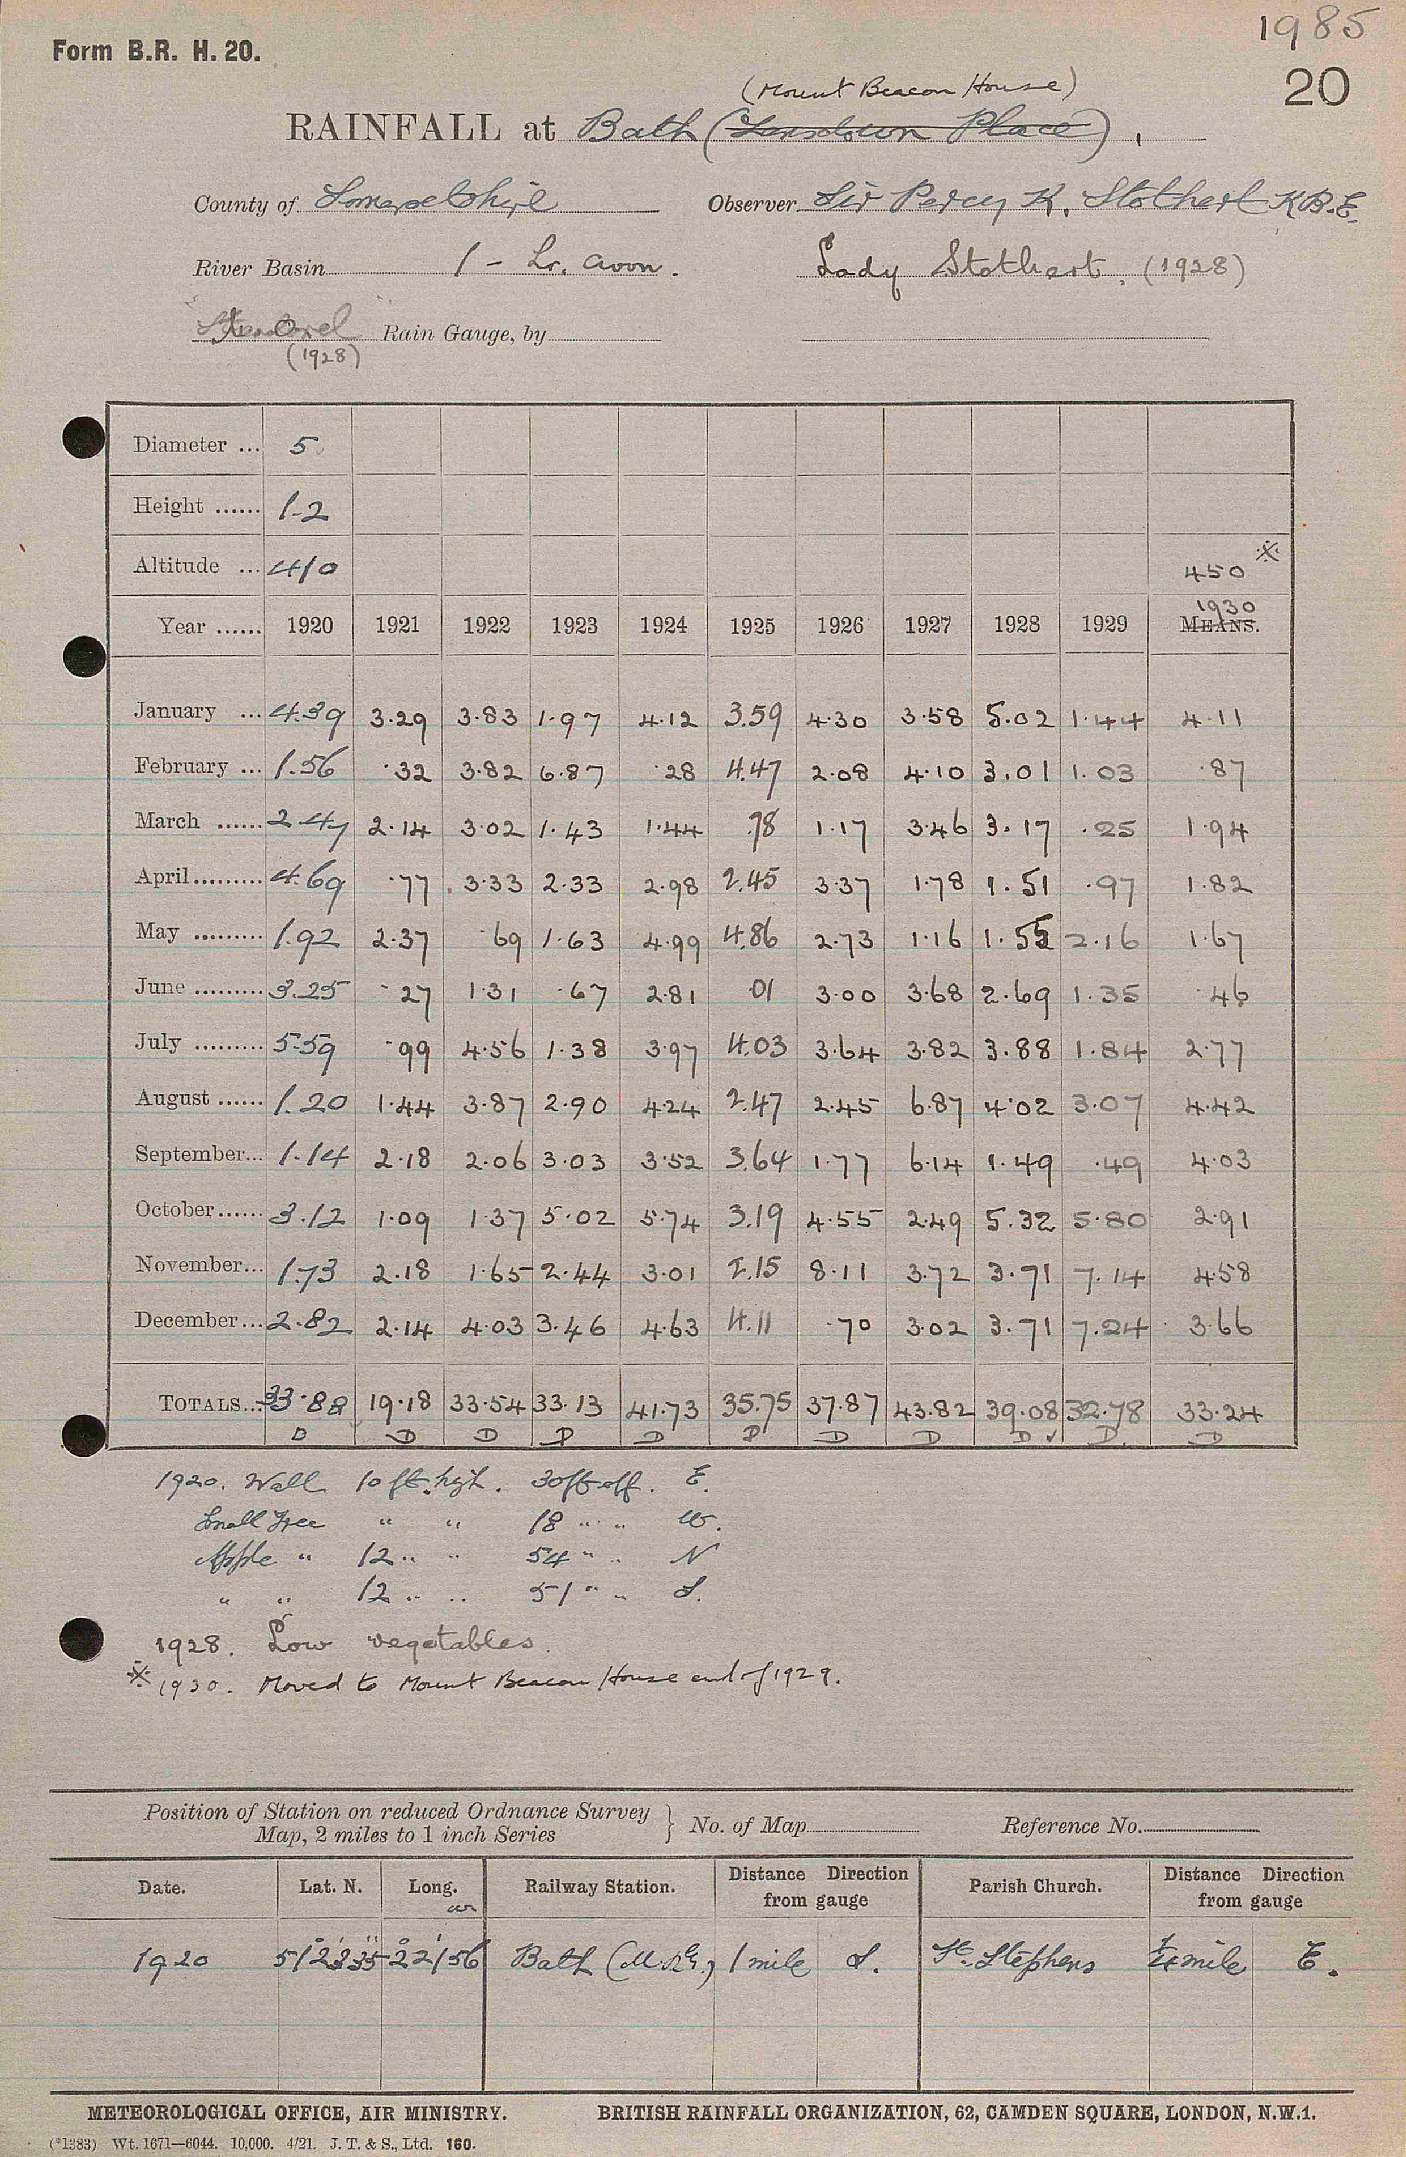 1985
Form B.R. H. 20.
20
(Mount Beacon House)
RAINFALL at Bath (Lansdown Place),
County of Somersetshire Observer Sir Percy K. Stothert K.B.E.
River Basin 1 - Lr. Avon. Lady Stothert. (1928)
Rain Gauge, by
(1928)
Diameter ... 5
Height ...... 1-2
Altitude ... 410 450 ※
1930
Year ...... 1920 1921 1922 1923 1924 1925 1926 1927 1928 1929 MEANS.
January ... 4.39 3.29 3.83 1.97 4.12 3.59 4.30 3.58 5.02 1.44 4.11
February ... 1.56 .32 3.82 6.87 .28 4.47 2.08 4.10 3.01 1.03 .87
March ...... 2.47 2.14 3.02 1.43 1.44 .78 1.17 3.46 3.17 .25 1.94
April ......... 4.69 .77 3.33 2.33 2.98 2.45 3.37 1.78 1.51 .97 1.82
May ......... 1.92 2.37 .69 1.63 4.99 4.86 2.73 1.16 1.55 2.16 1.67
June ......... 3.25 .27 1.31 .67 2.81 .01 3.00 3.68 2.69 1.35 .46
July ......... 5.59 .99 4.56 1.38 3.97 4.03 3.64 3.82 3.88 1.84 2.77
August ...... 1.20 1.44 3.87 2.90 4.24 2.47 2.45 6.87 4.02 3.07 4.42
September... 1.14 2.18 2.06 3.03 3.52 3.64 1.77 6.14 1.49 .49 4.03
October ...... 3.12 1.09 1.37 5.02 5.74 3.19 4.55 2.49 5.32 5.80 2.91
November... 1.73 2.18 1.65 2.44 3.01 2.15 8.11 3.72 3.71 7.14 4.58
December... 2.82 2.14 4.03 3.46 4.63 4.11 .70 3.02 3.71 7.24 3.66
TOTALS... 33.88 19.18 33.54 33.13 41.73 35.75 37.87 43.82 39.08 32.78 33.24
D D D D D D D D D ✓ D. D
1920. Wall 10 ft. high. 30 ft off. E.
Small Tree " " 18 " " W.
Apple " 12 " " 54 " " N
" " 12 " " 51 " " S.
1928. Low vegetables.
※ 1930. Moved to Mount Beacon House end of 1929.
Position of Station on reduced Ordnance Survey
Map, 2 miles to 1 inch Series } No. of Map Reference No.
Date. Lat. N. Long. W Railway Station. Distance Direction from gauge Parish Church. Distance Direction from gauge
1920 51°23'35" 2°21'56 Bath (M.R.) 1 mile S. St. Stephens ¼ mile E.
METEOROLOGICAL OFFICE, AIR MINISTRY. BRITISH RAINFALL ORGANIZATION, 62, CAMDEN SQUARE, LONDON, N.W.1.
(*1383) Wt. 1671—6044. 10,000. 4/21. J. T. & S., Ltd. 160.